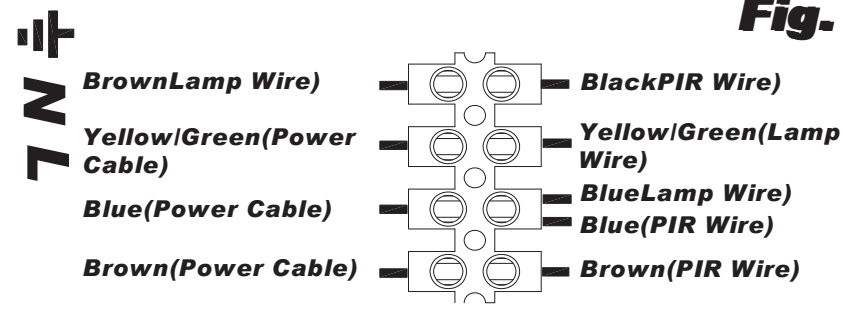 Fig.
N
L
BrownLamp Wire)
BlackPIR Wire)
Yellow/Green(Power
Cable)
Yellow/Green(Lamp
Wire)
Blue(Power Cable)
BlueLamp Wire)
Blue(PIR Wire)
Brown(Power Cable)
Brown(PIR Wire)